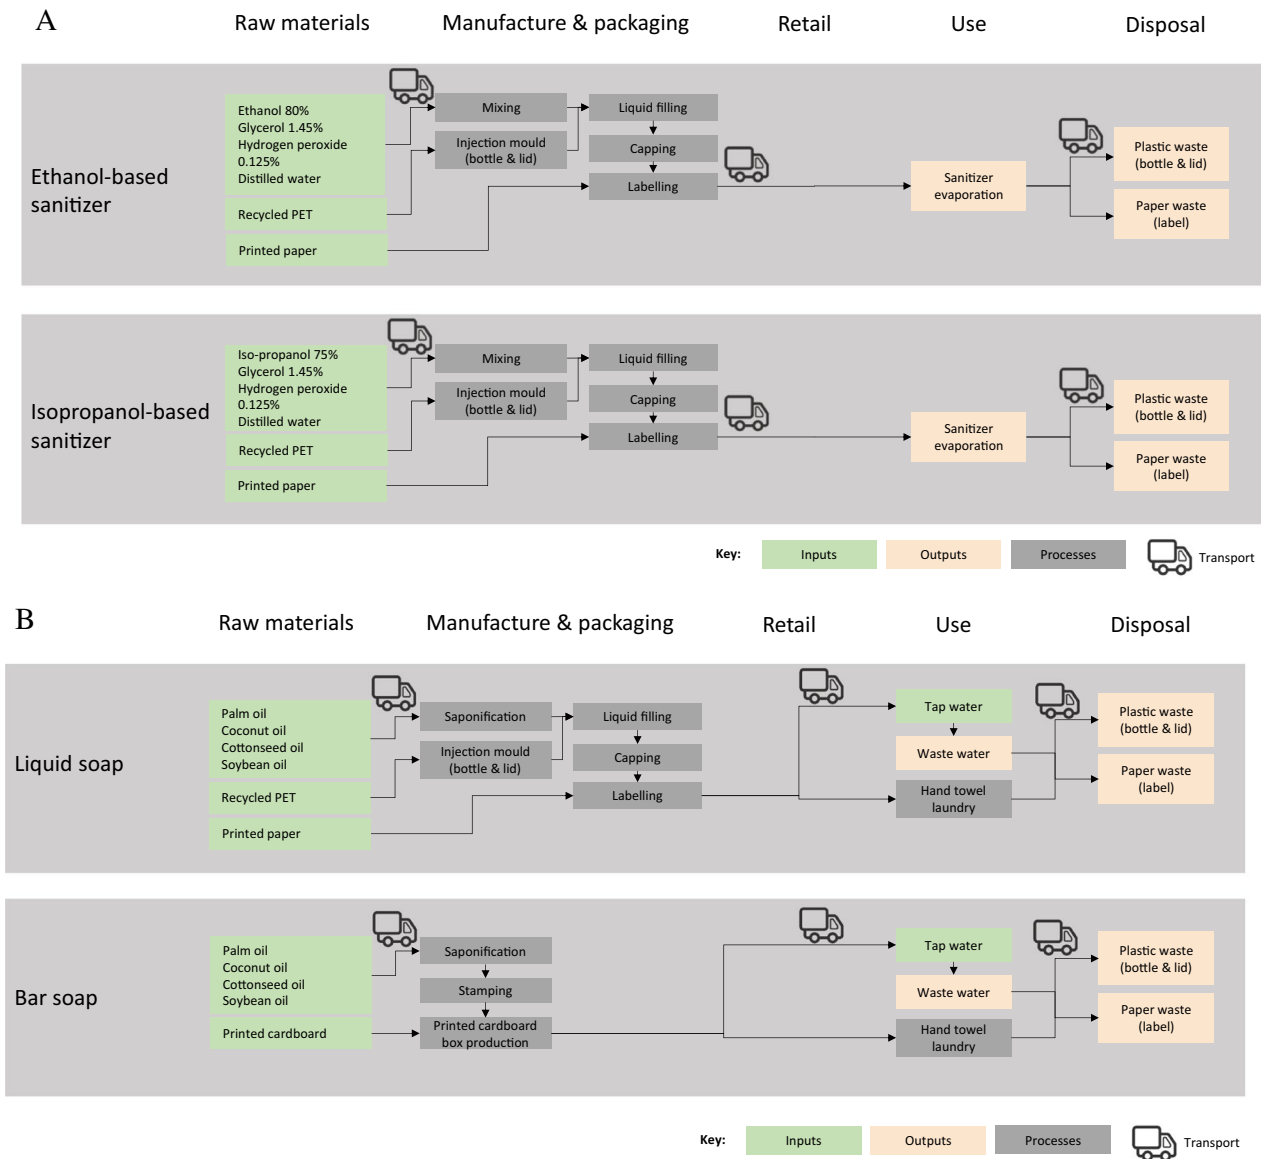 A
Raw materials
Manufacture & packaging
Retail
Use
Disposal
Ethanol-based
sanitizer
Ethanol 80%
Glycerol 1.45%
Hydrogen peroxide
0.125%
Distilled water
Recycled PET
Printed paper
Mixing
Injection mould
(bottle & lid)
Liquid filling
Capping
Labelling
Sanitizer
evaporation
Plastic waste
(bottle & lid)
Paper waste
(label)
Isopropanol-based
sanitizer
Iso-propanol 75%
Glycerol 1.45%
Hydrogen peroxide
0.125%
Distilled water
Recycled PET
Printed paper
Mixing
Injection mould
(bottle & lid)
Liquid filling
Capping
Labelling
Sanitizer
evaporation
Plastic waste
(bottle & lid)
Paper waste
(label)
Key:
Inputs
Outputs
Processes
Transport
B
Raw materials
Manufacture & packaging
Retail
Use
Disposal
Liquid soap
Palm oil
Coconut oil
Cottonseed oil
Soybean oil
Recycled PET
Printed paper
Saponification
Injection mould
(bottle & lid)
Liquid filling
Capping
Labelling
Tap water
Waste water
Hand towel
laundry
Plastic waste
(bottle & lid)
Paper waste
(label)
Bar soap
Palm oil
Coconut oil
Cottonseed oil
Soybean oil
Printed cardboard
Saponification
Stamping
Printed cardboard
box production
Tap water
Waste water
Hand towel
laundry
Plastic waste
(bottle & lid)
Paper waste
(label)
Key:
Inputs
Outputs
Processes
Transport